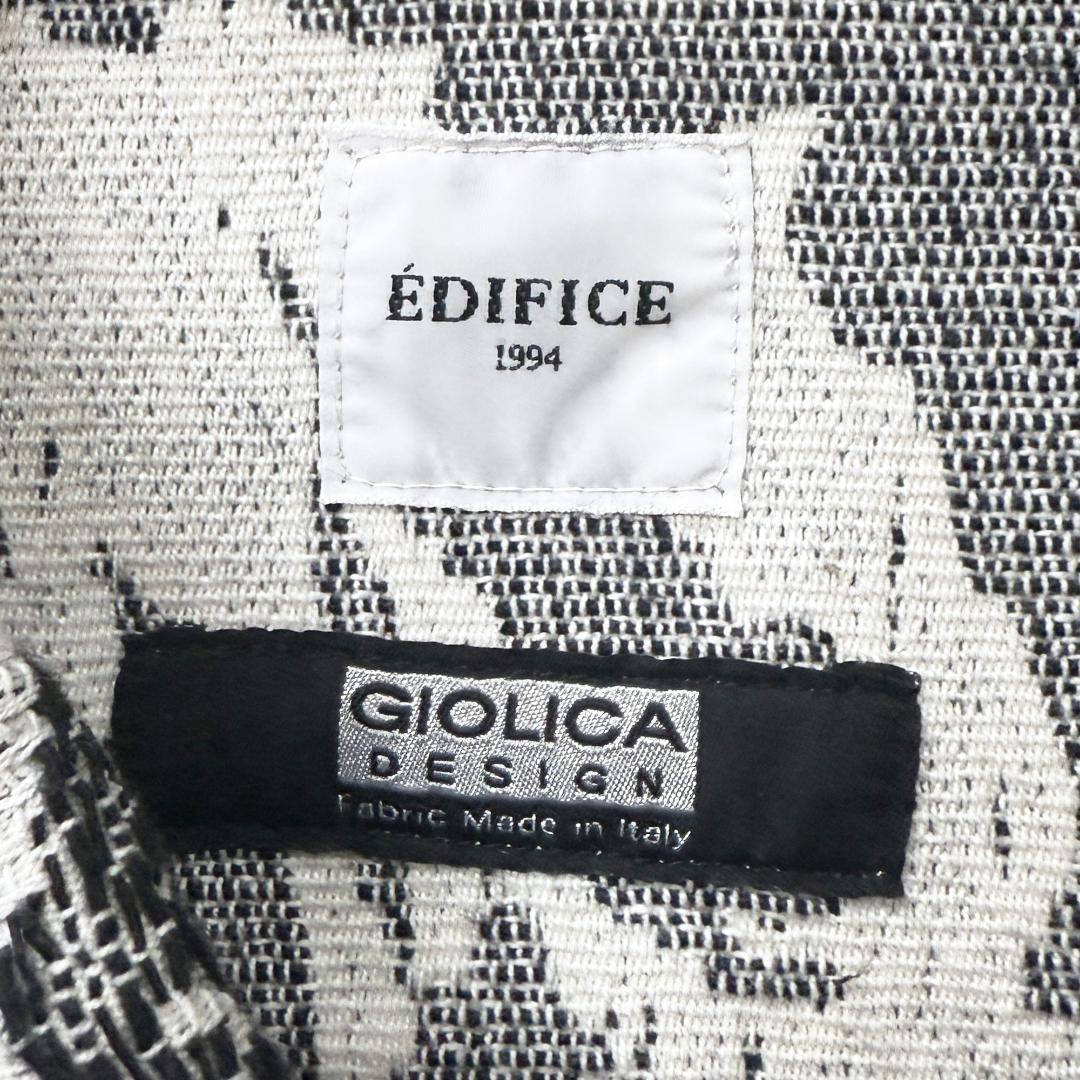 ÉDIFICE
1994
GIOLICA
DESIGN
Fabric Made in Italy